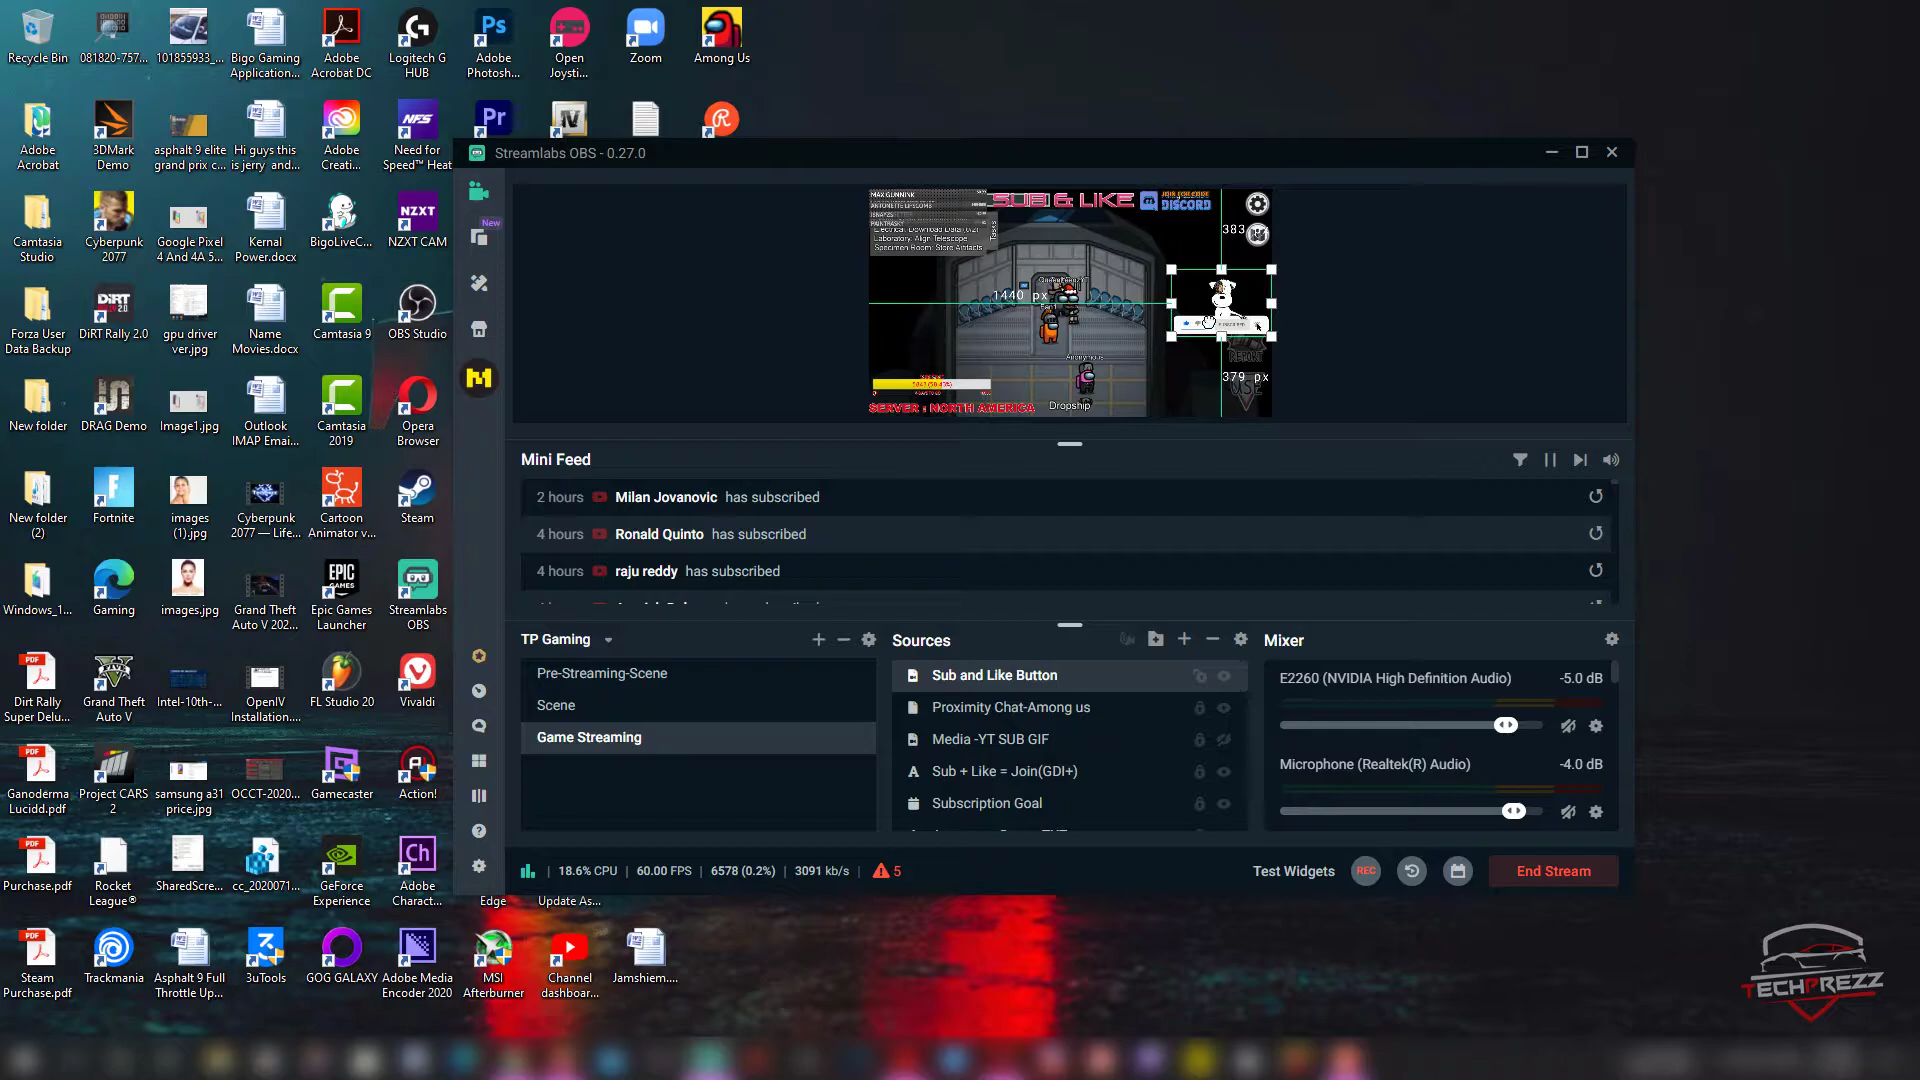 Recycle Bin
081820-757...
101855933_...
Bigo Gaming
Application...
Adobe
Acrobat DC
Logitech G
HUB
Adobe
Photosh...
Open
Joysti...
Zoom
Among Us
Adobe
Acrobat
3DMark
Demo
asphalt 9 elite
grand prix c...
Hi guys this
is jerry and...
Adobe
Creati...
Need for
Speed™ Heat
Camtasia
Studio
Cyberpunk
2077
Google Pixel
4 And 4A 5...
Kernal
Power.docx
BigoLiveC...
NZXT CAM
Forza User
Data Backup
DiRT Rally 2.0
gpu driver
ver.jpg
Name
Movies.docx
Camtasia 9
OBS Studio
New folder
DRAG Demo
Image1.jpg
Outlook
IMAP Emai...
Camtasia
2019
Opera
Browser
New folder
(2)
Fortnite
images
(1).jpg
Cyberpunk
2077 — Life...
Cartoon
Animator v...
Steam
Windows_1...
Gaming
images.jpg
Grand Theft
Auto V 202...
Epic Games
Launcher
Streamlabs
OBS
Dirt Rally
Super Delu...
Grand Theft
Auto V
Intel-10th-...
OpenIV
Installation...
FL Studio 20
Vivaldi
Ganoderma
Lucidd.pdf
Project CARS
2
samsung a31
price.jpg
OCCT-2020...
Gamecaster
Action!
Purchase.pdf
Rocket
League®
SharedScre...
cc_2020071...
GeForce
Experience
Adobe
Charact...
Edge
Update As...
Steam
Purchase.pdf
Trackmania
Asphalt 9 Full
Throttle Up...
3uTools
GOG GALAXY
Adobe Media
Encoder 2020
MSI
Afterburner
Channel
dashboar...
Jamshiem....
Streamlabs OBS - 0.27.0
New
MAX GUNNINK
SUB & LIKE
DISCORD
Laboratory: Align Telescope
Specimen Room: Store Artifacts
383
1440 px
379 px
Anonymous
REPORT
USE
Dropship
SERVER : NORTH AMERICA
Mini Feed
2 hours Milan Jovanovic has subscribed
4 hours Ronald Quinto has subscribed
4 hours raju reddy has subscribed
TP Gaming
Pre-Streaming-Scene
Scene
Game Streaming
Sources
Sub and Like Button
Proximity Chat-Among us
Media -YT SUB GIF
Sub + Like = Join(GDI+)
Subscription Goal
Mixer
E2260 (NVIDIA High Definition Audio) -5.0 dB
Microphone (Realtek(R) Audio) -4.0 dB
18.6% CPU | 60.00 FPS | 6578 (0.2%) | 3091 kb/s | 5
Test Widgets
REC
End Stream
TECHPREZZ